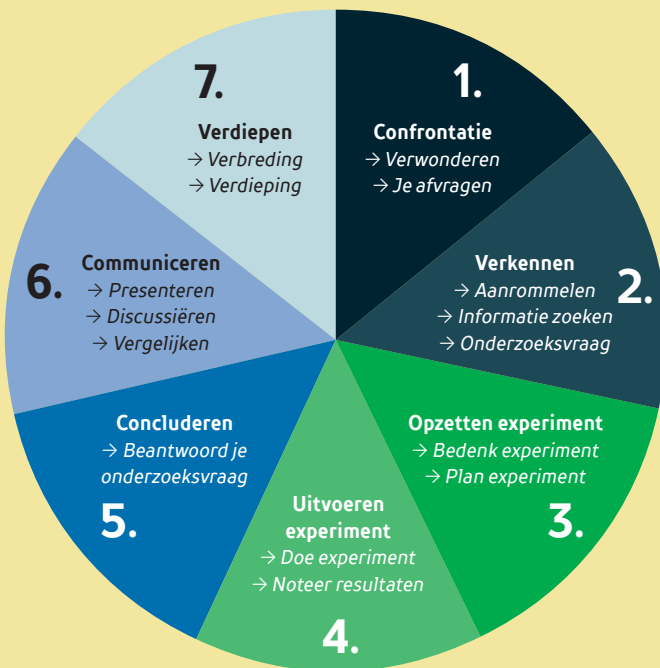 1.
Confrontatie
→ Verwonderen
→ Je afvragen
2.
Verkennen
→ Aanrommelen
→ Informatie zoeken
→ Onderzoeksvraag
Opzetten experiment
→ Bedenk experiment
→ Plan experiment
3.
Uitvoeren
experiment
→ Doe experiment
→ Noteer resultaten
4.
Concluderen
→ Beantwoord je
onderzoeksvraag
5.
6.
Communiceren
→ Presenteren
→ Discussiëren
→ Vergelijken
7.
Verdiepen
→ Verbreding
→ Verdieping